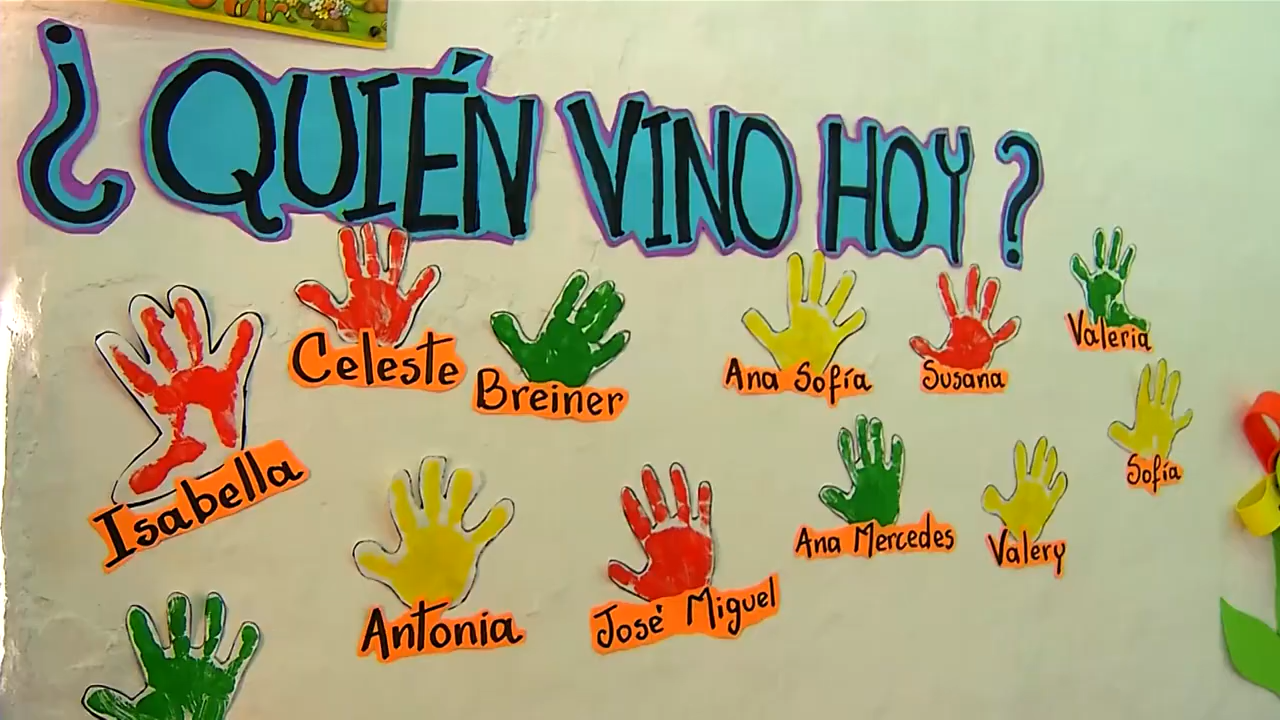 ¿QUIÉN VINO HOY?
Isabella
Celeste
Breiner
Ana Sofía
Susana
Valeria
Antonia
José Miguel
Ana Mercedes
Valery
Sofía